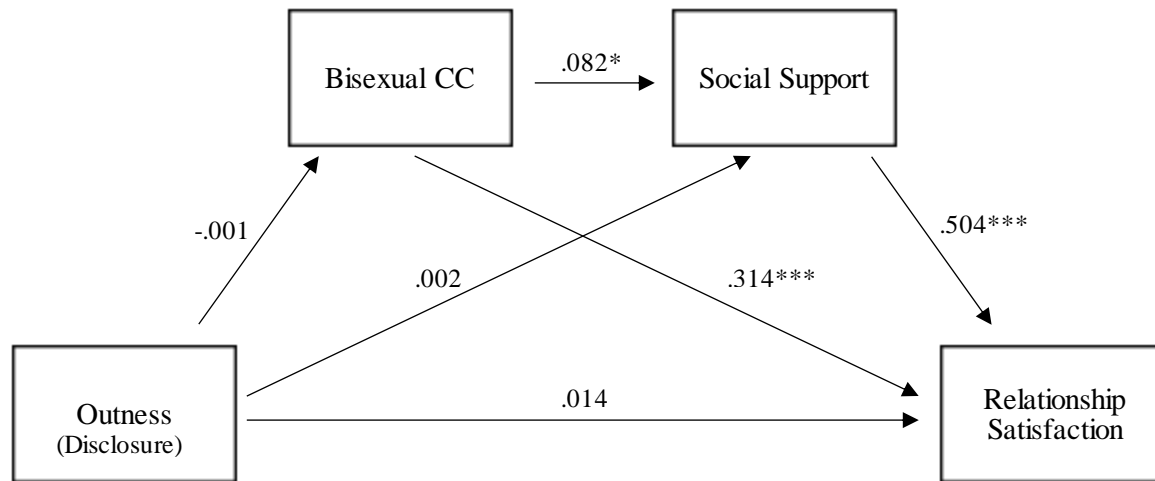 Bisexual CC
.082*
Social Support
-.001
.002
.314***
.504***
Outness
(Disclosure)
.014
Relationship
Satisfaction